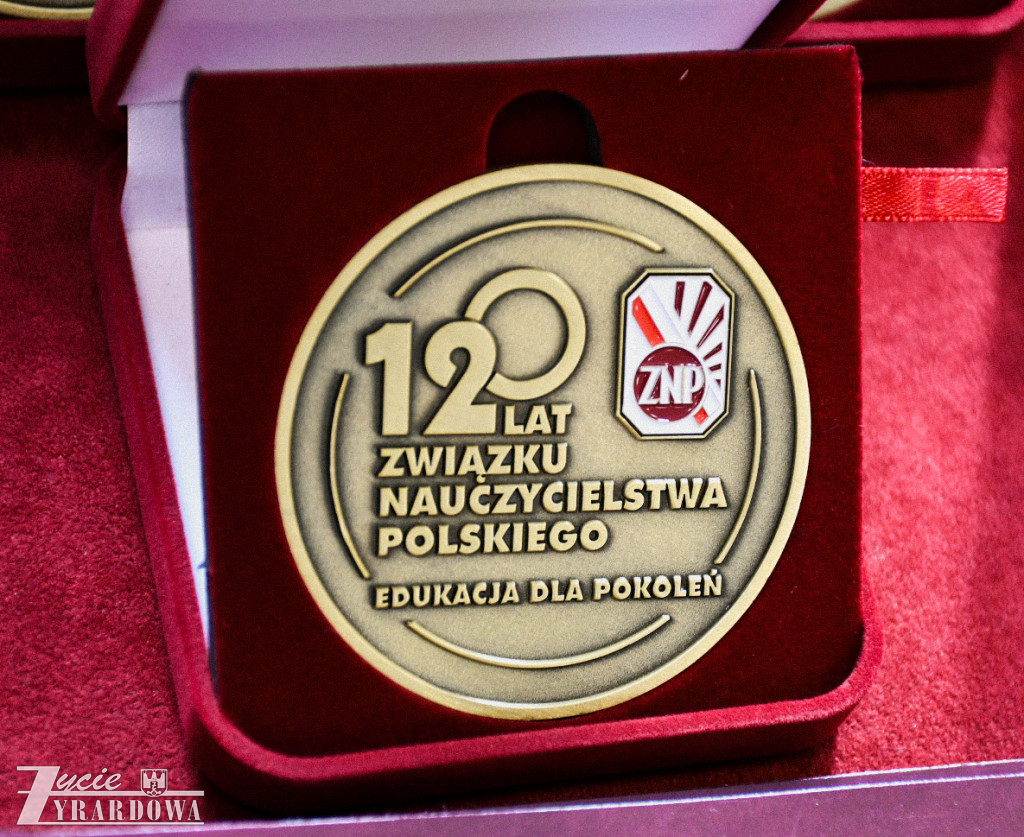 120
LAT
ZWIĄZKU
NAUCZYCIELSTWA
POLSKIEGO
EDUKACJA DLA POKOLEŃ
ZNP
Życie
ŻYRARDOWA